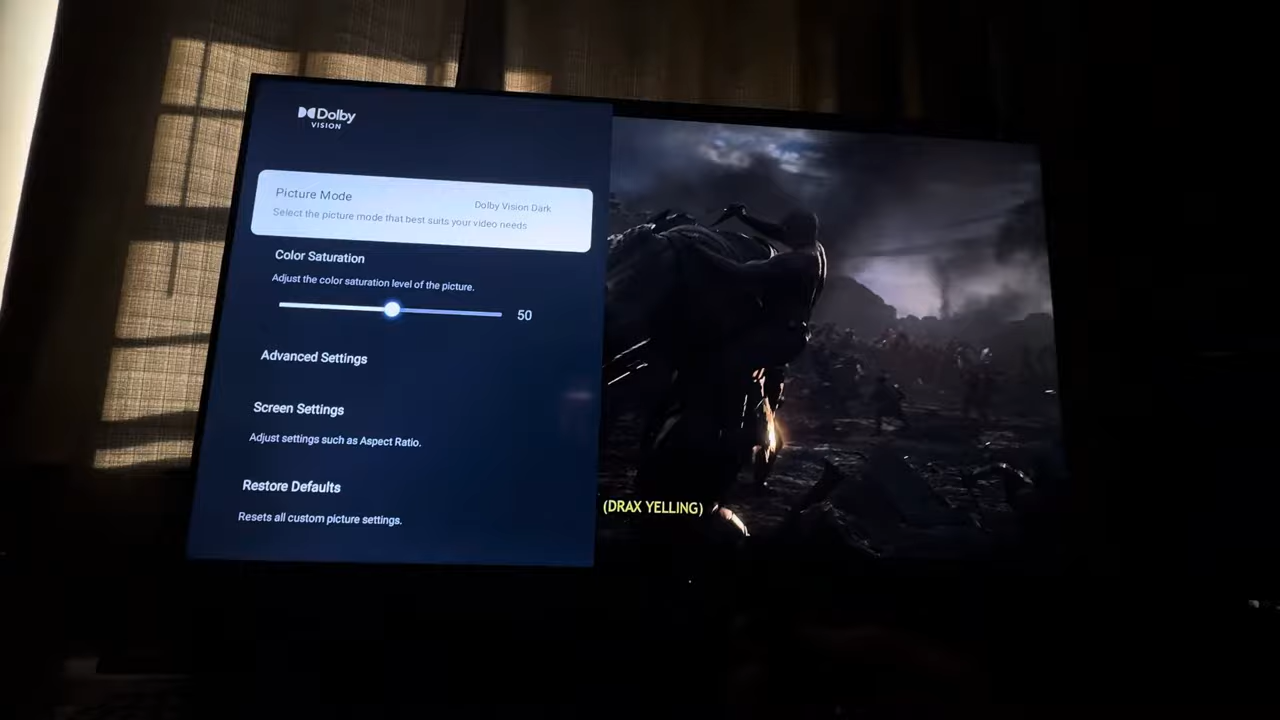 Dolby
VISION
Picture Mode
Dolby Vision Dark
Select the picture mode that best suits your video needs
Color Saturation
Adjust the color saturation level of the picture.
50
Advanced Settings
Screen Settings
Adjust settings such as Aspect Ratio.
Restore Defaults
(DRAX YELLING)
Resets all custom picture settings.